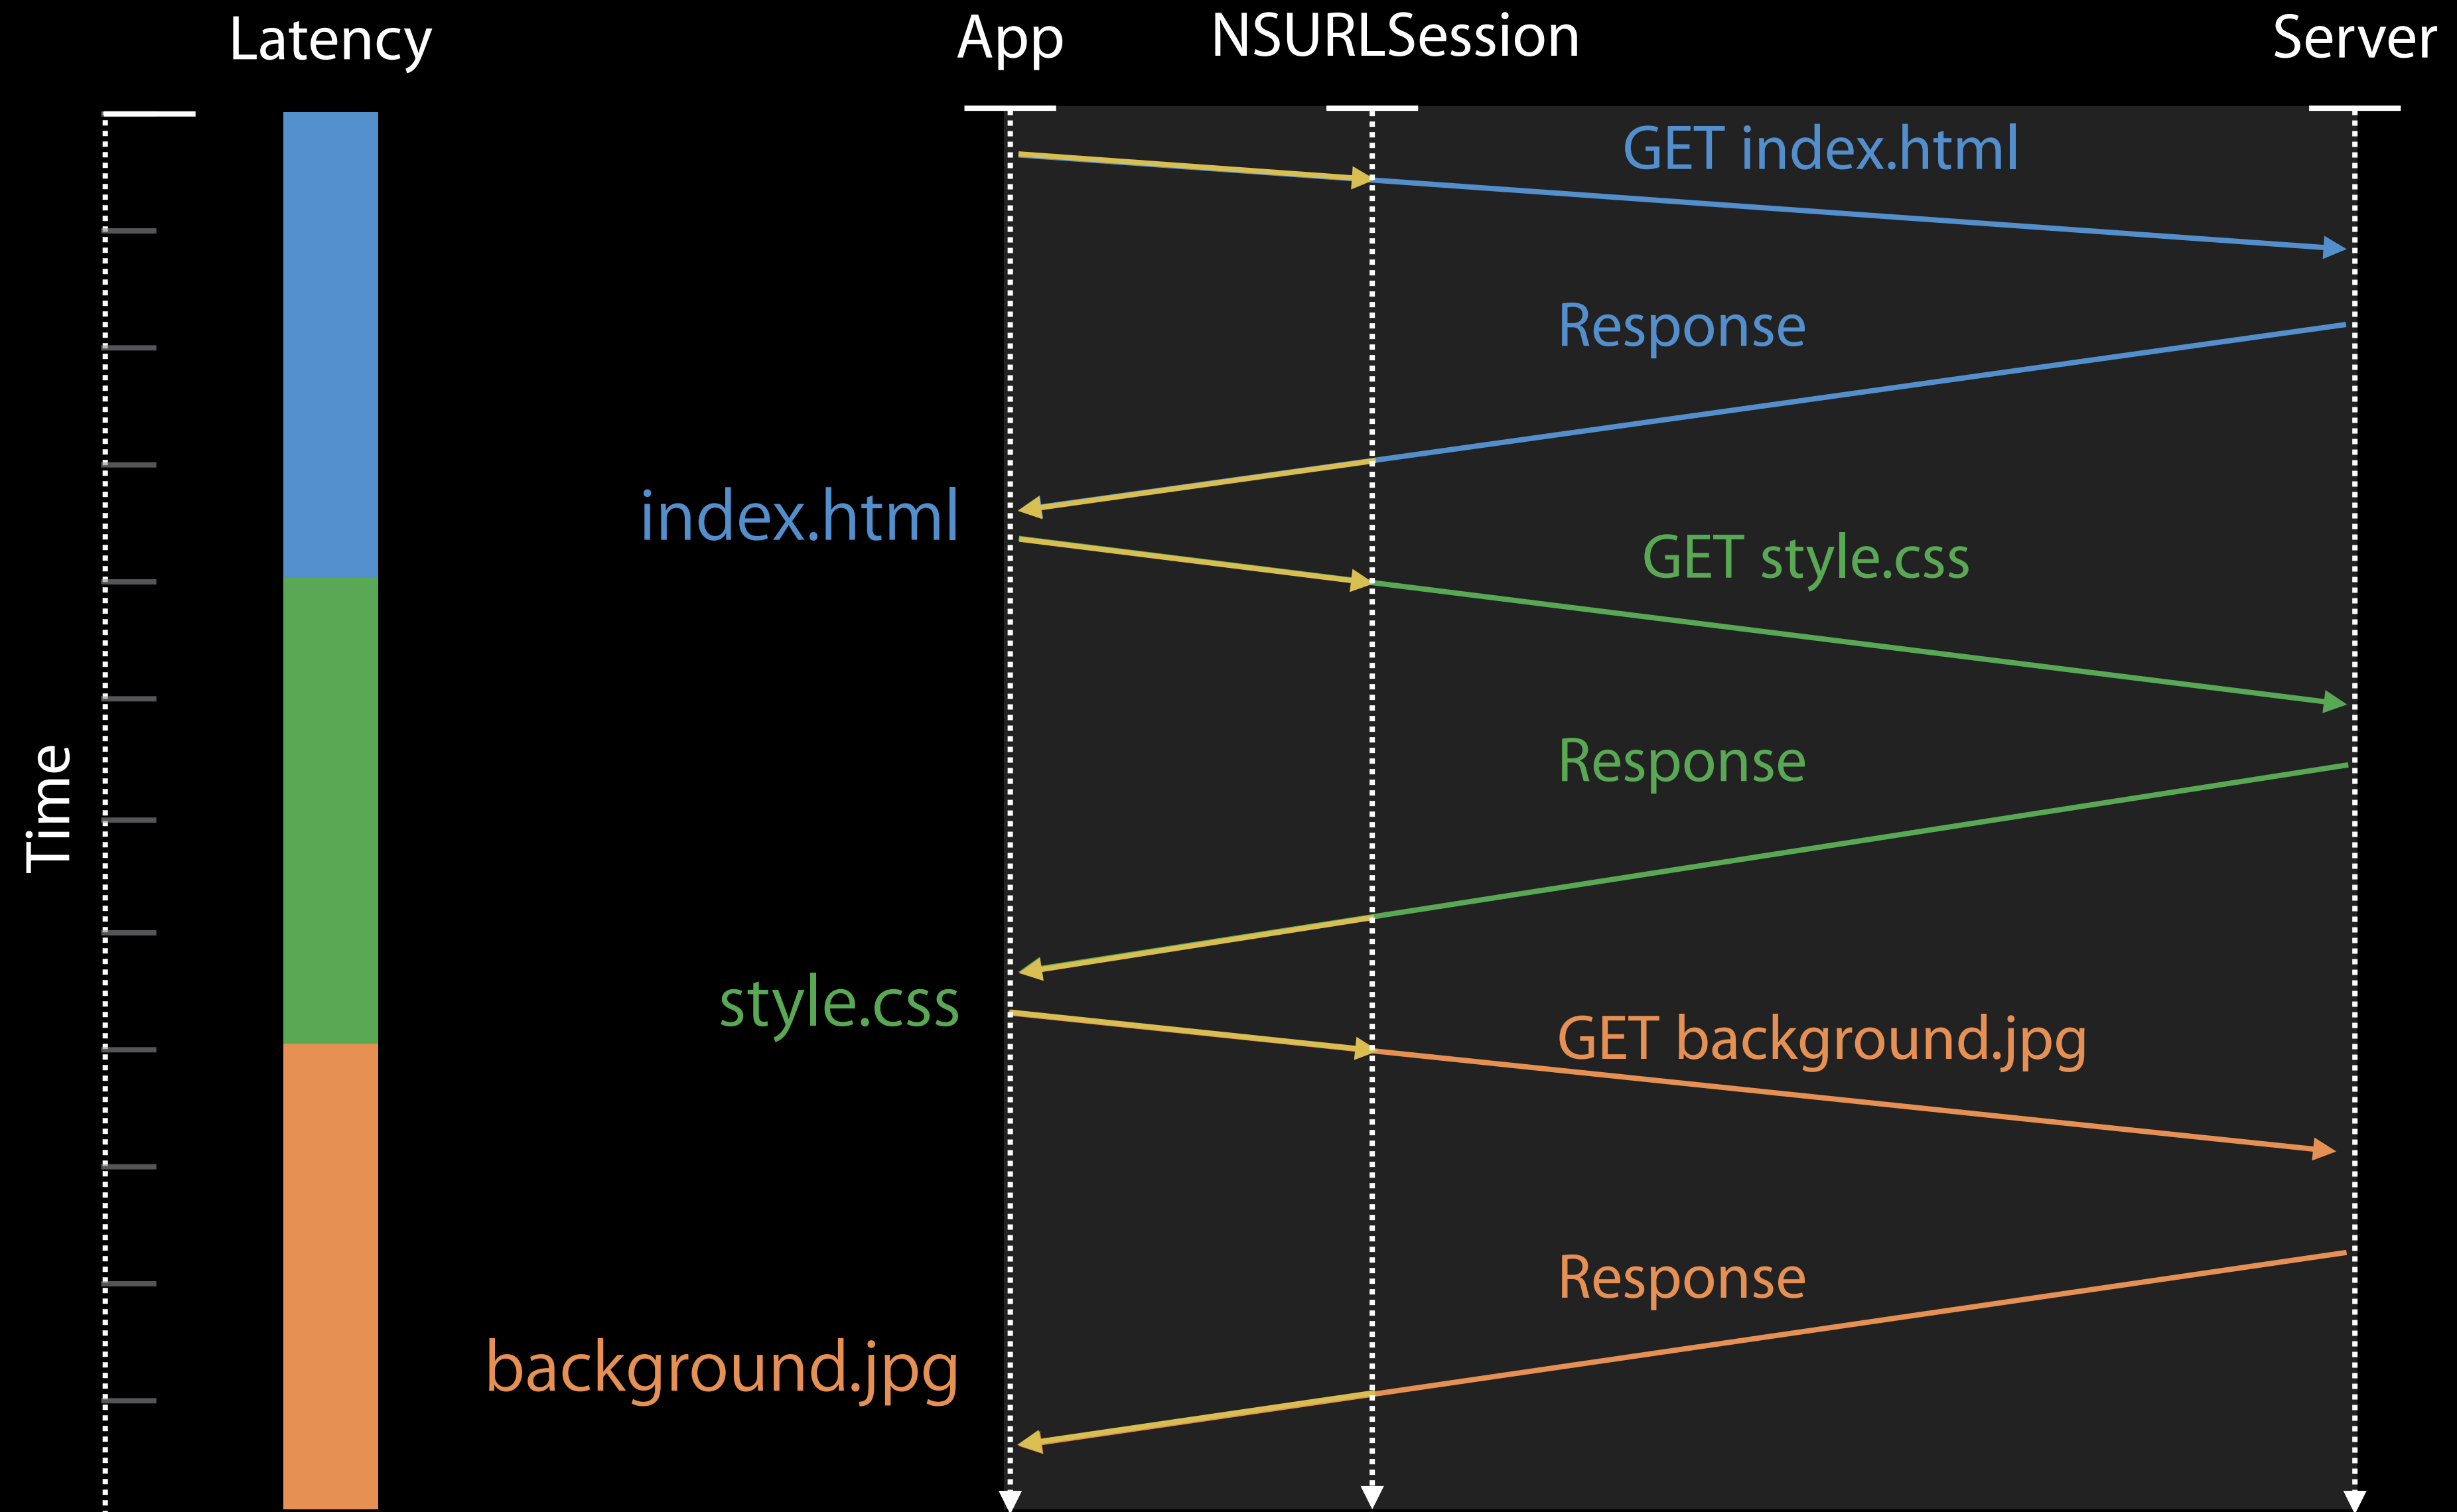 Latency
App
NSURLSession
Server
GET index.html
Response
index.html
GET style.css
Response
Time
style.css
GET background.jpg
Response
background.jpg